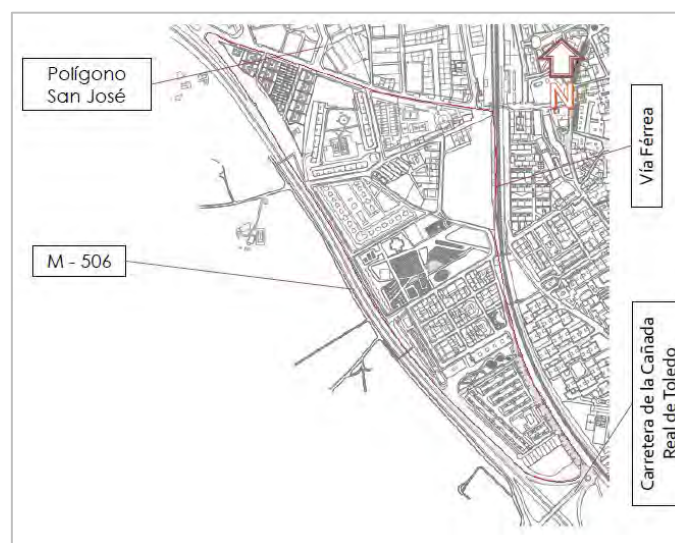 Polígono
San José
N
Vía Férrea
M - 506
Carretera de la Cañada
Real de Toledo